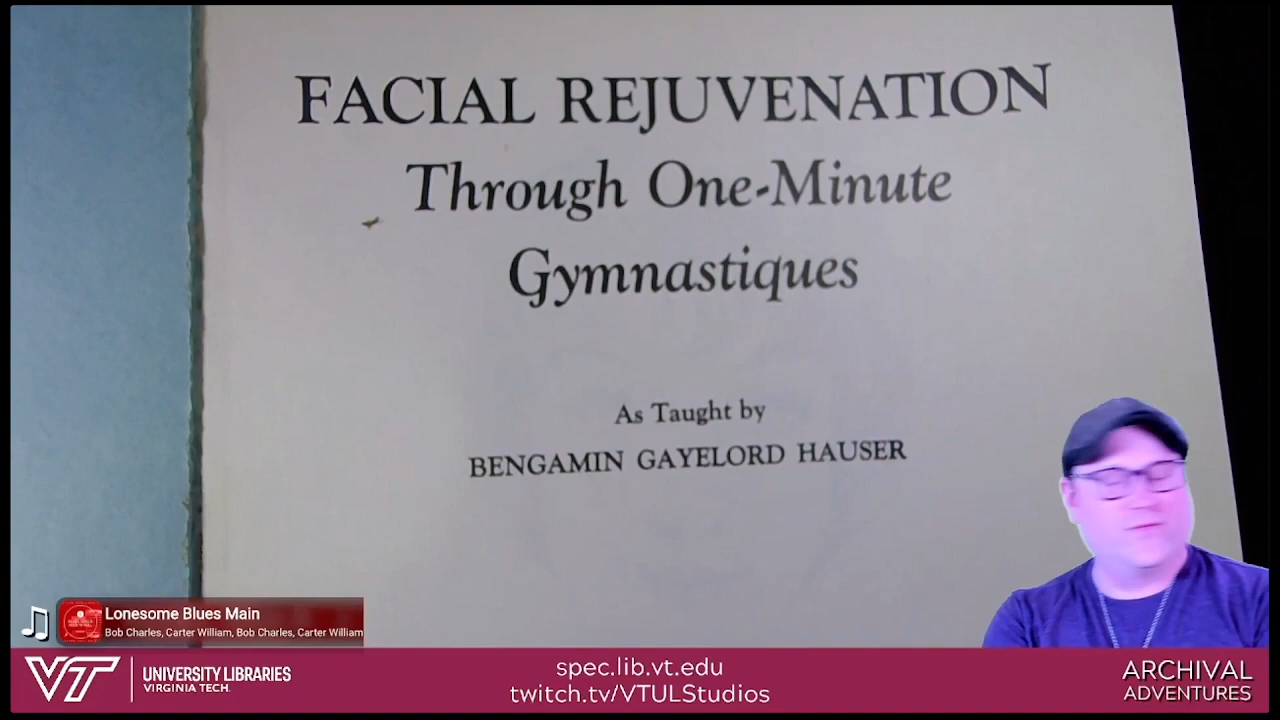 FACIAL REJUVENATION
Through One-Minute
Gymnastiques
As Taught by
BENGAMIN GAYELORD HAUSER
Lonesome Blues Main
Bob Charles, Carter William, Bob Charles, Carter William
VT
UNIVERSITY LIBRARIES
VIRGINIA TECH.
spec.lib.vt.edu
twitch.tv/VTULStudios
ARCHIVAL
ADVENTURES